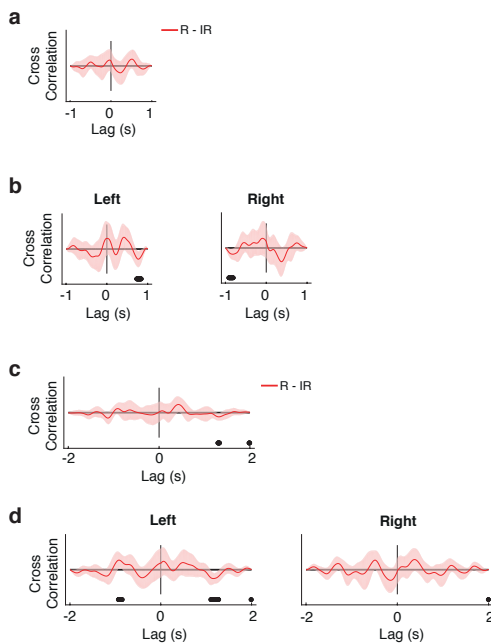 a
R - IR
Cross
Correlation
-1 0 1
Lag (s)
b
Left Right
Cross
Correlation
-1 0 1 -1 0 1
Lag (s) Lag (s)
c
R - IR
Cross
Correlation
-2 0 2
Lag (s)
d
Left Right
Cross
Correlation
-2 0 2 -2 0 2
Lag (s) Lag (s)